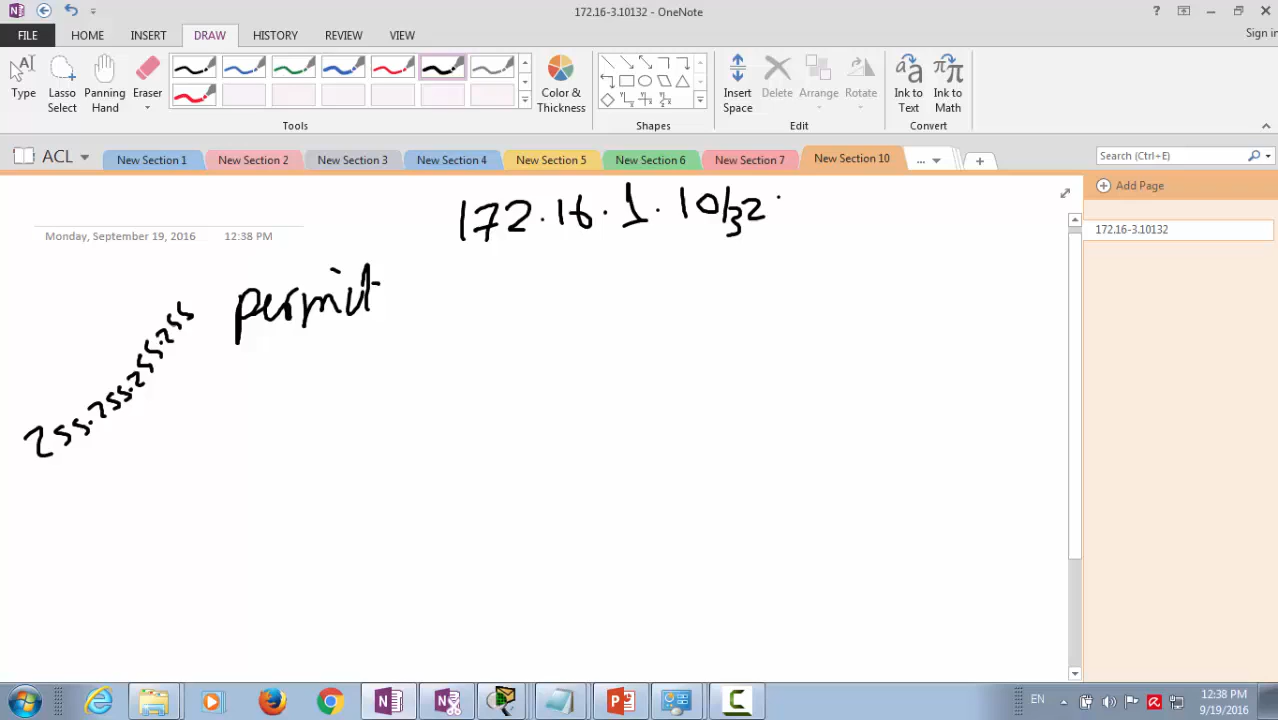 172.16-3.10132 - OneNote
Sign in
FILE HOME INSERT DRAW HISTORY REVIEW VIEW
Type
Lasso Select
Panning Hand
Eraser
Color & Thickness
Insert Space
Delete
Arrange
Rotate
Ink to Text
Ink to Math
Tools
Shapes
Edit
Convert
ACL
New Section 1
New Section 2
New Section 3
New Section 4
New Section 5
New Section 6
New Section 7
New Section 10
...
Search (Ctrl+E)
Add Page
172.16-3.10132
Monday, September 19, 2016 12:38 PM
172.16.1.10/32
permit
255.255.255.255
EN
12:38 PM
9/19/2016